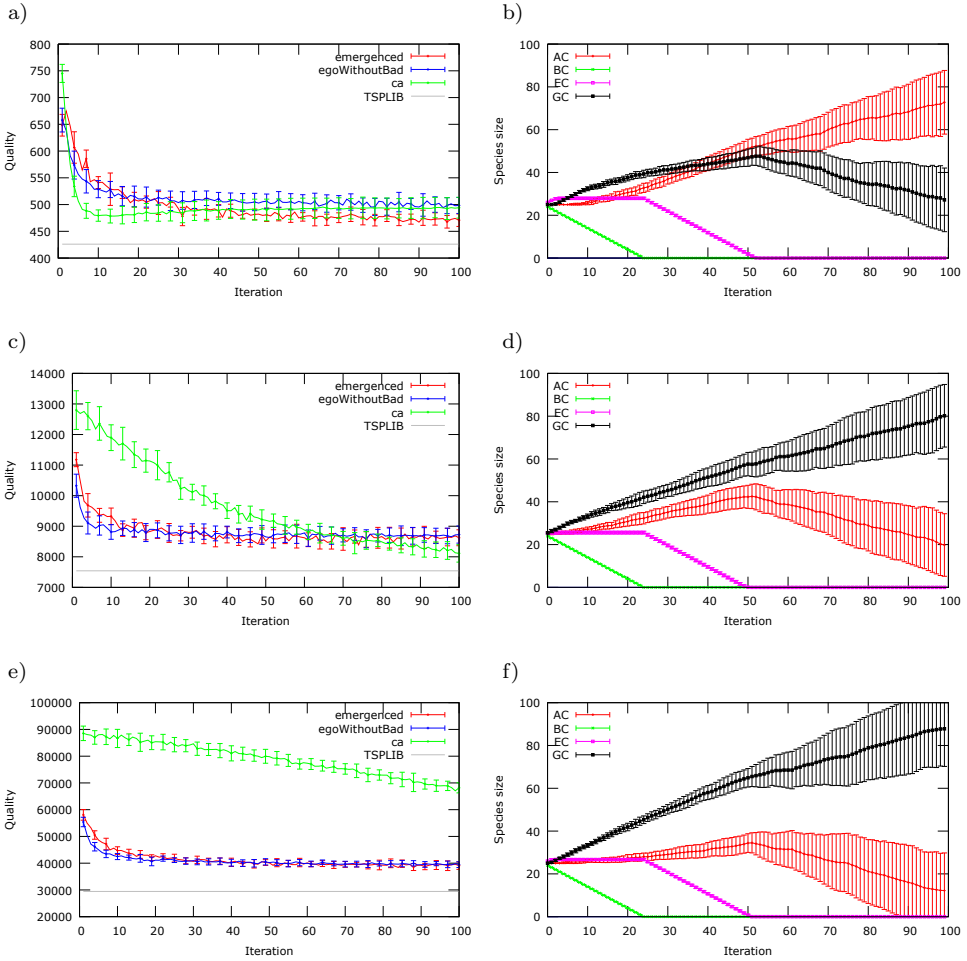 a)
800
750
700
650
600
550
500
450
400
Quality
0 10 20 30 40 50 60 70 80 90 100
Iteration
emergenced
egoWithoutBad
ca
TSPLIB
b)
100
80
60
40
20
0
Species size
0 10 20 30 40 50 60 70 80 90 100
Iteration
AC
BC
EC
GC
c)
14000
13000
12000
11000
10000
9000
8000
7000
Quality
0 10 20 30 40 50 60 70 80 90 100
Iteration
emergenced
egoWithoutBad
ca
TSPLIB
d)
100
80
60
40
20
0
Species size
0 10 20 30 40 50 60 70 80 90 100
Iteration
AC
BC
EC
GC
e)
100000
90000
80000
70000
60000
50000
40000
30000
20000
Quality
0 10 20 30 40 50 60 70 80 90 100
Iteration
emergenced
egoWithoutBad
ca
TSPLIB
f)
100
80
60
40
20
0
Species size
0 10 20 30 40 50 60 70 80 90 100
Iteration
AC
BC
EC
GC